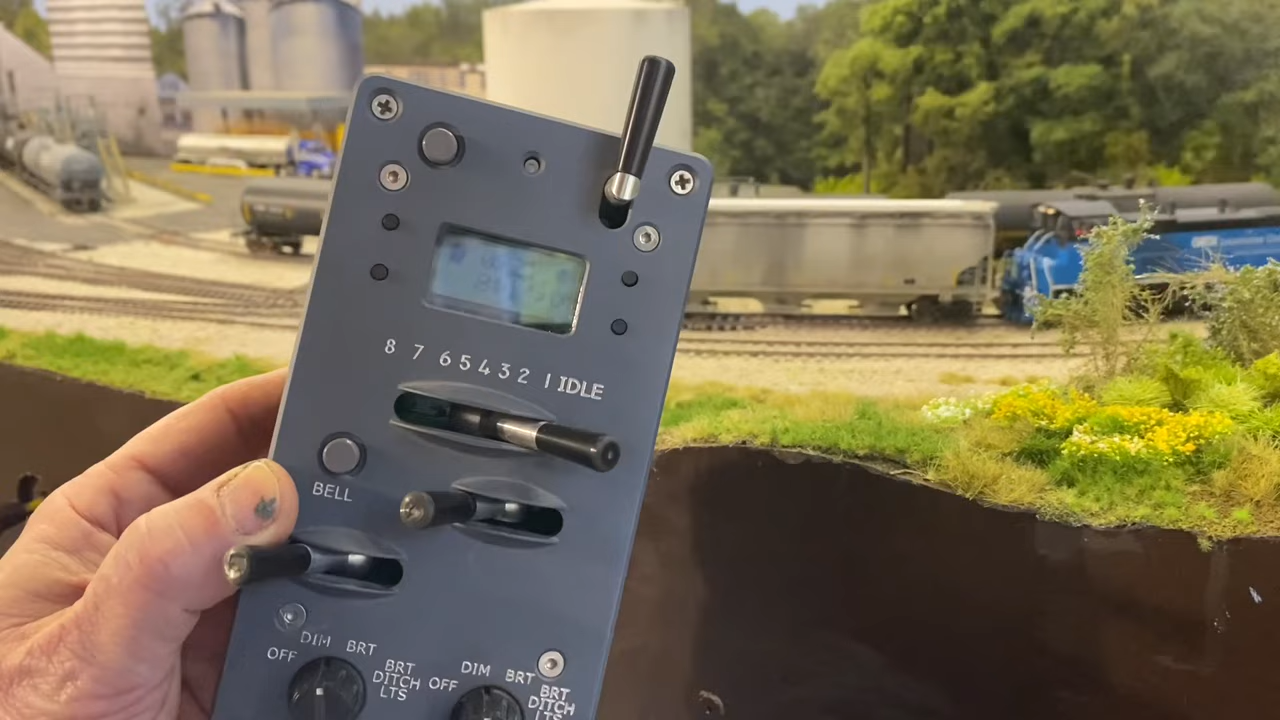 8 7 6 5 4 3 2 1 IDLE
BELL
OFF DIM BRT
BRT
DITCH
LTS
OFF DIM BRT
BRT
DITCH
LTS